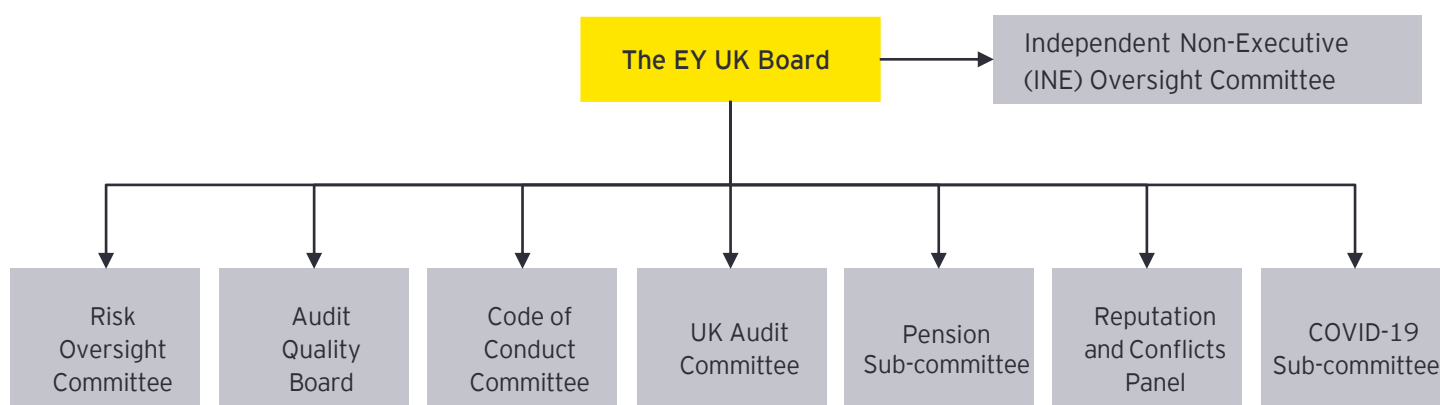 The EY UK Board
Independent Non-Executive
(INE) Oversight Committee
Risk
Oversight
Committee
Audit
Quality
Board
Code of
Conduct
Committee
UK Audit
Committee
Pension
Sub-committee
Reputation
and Conflicts
Panel
COVID-19
Sub-committee